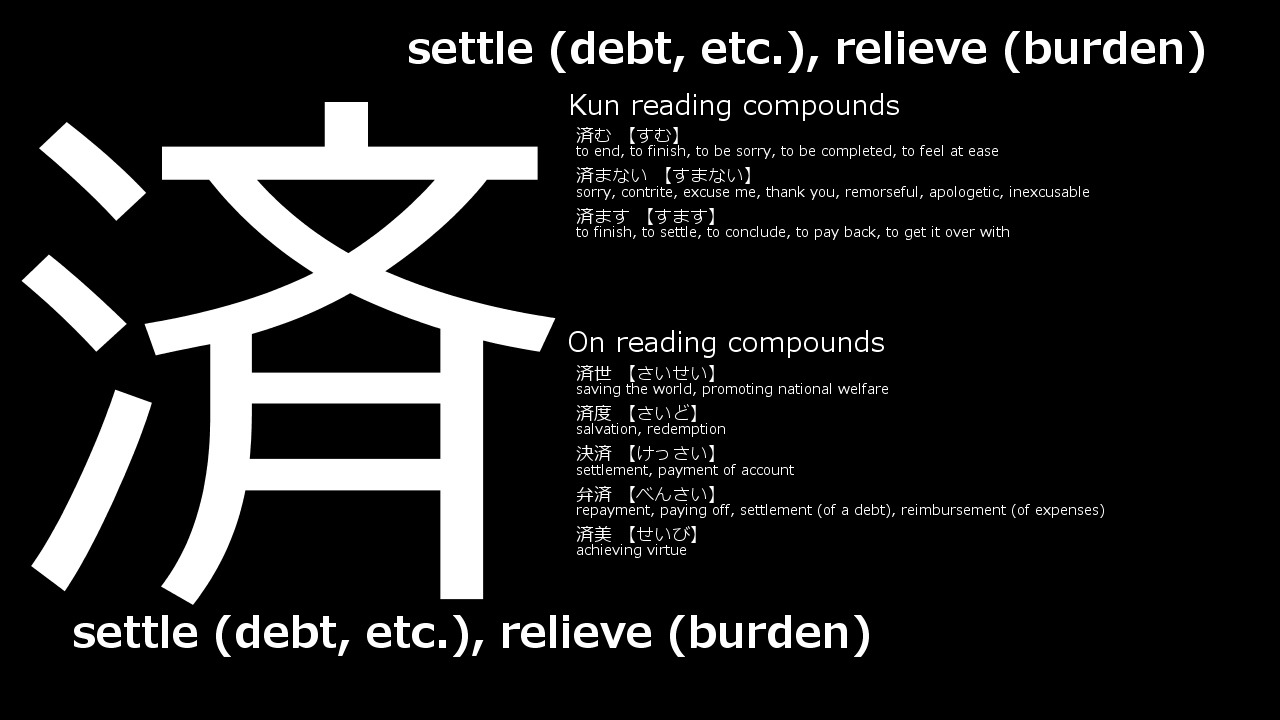 settle (debt, etc.), relieve (burden)
済
Kun reading compounds
済む 【すむ】
to end, to finish, to be sorry, to be completed, to feel at ease
済まない 【すまない】
sorry, contrite, excuse me, thank you, remorseful, apologetic, inexcusable
済ます 【すます】
to finish, to settle, to conclude, to pay back, to get it over with
On reading compounds
済世 【さいせい】
saving the world, promoting national welfare
済度 【さいど】
salvation, redemption
決済 【けっさい】
settlement, payment of account
弁済 【べんさい】
repayment, paying off, settlement (of a debt), reimbursement (of expenses)
済美 【せいび】
achieving virtue
settle (debt, etc.), relieve (burden)